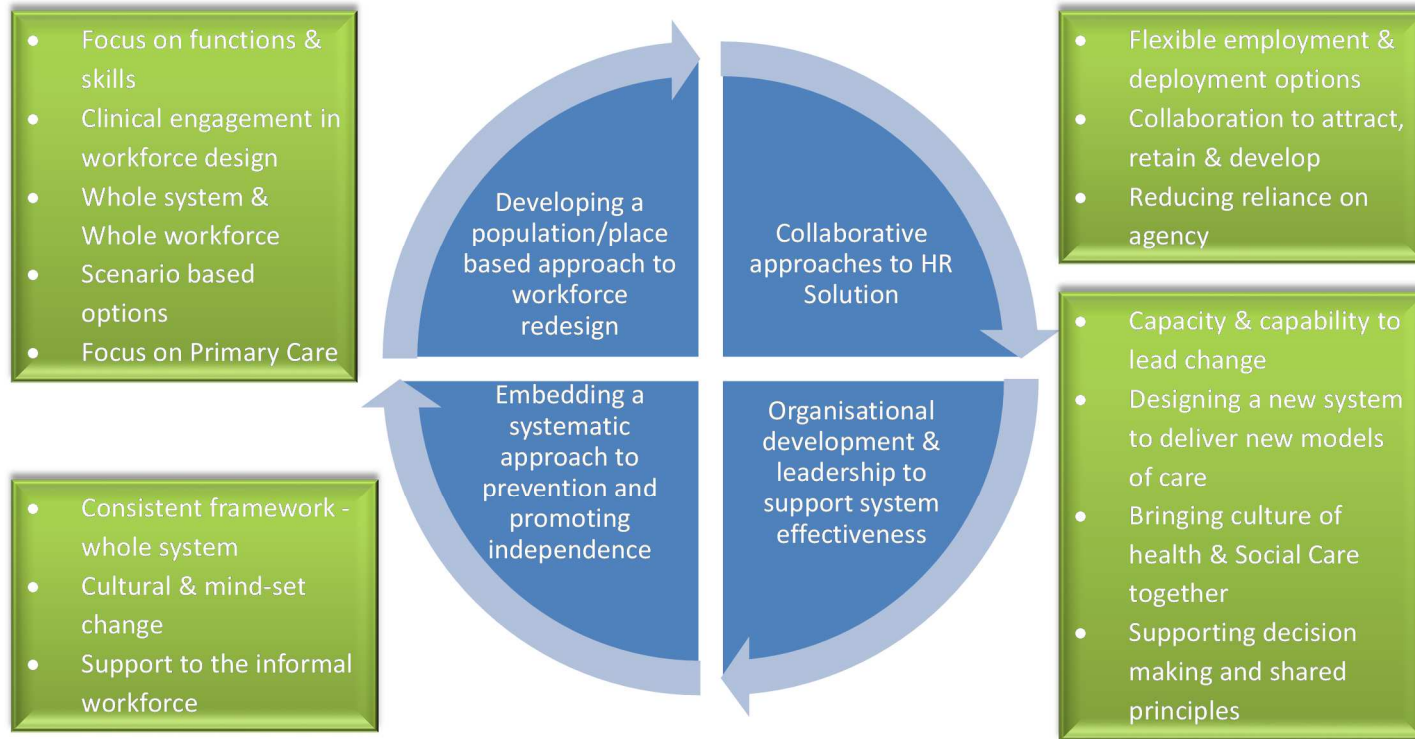 • Focus on functions &
skills
• Clinical engagement in
workforce design
• Whole system &
Whole workforce
• Scenario based
options
• Focus on Primary Care
Developing a
population/place
based approach to
workforce
redesign
Collaborative
approaches to HR
Solution
• Flexible employment &
deployment options
• Collaboration to attract,
retain & develop
• Reducing reliance on
agency
• Consistent framework -
whole system
• Cultural & mind-set
change
• Support to the informal
workforce
Embedding a
systematic
approach to
prevention and
promoting
independence
Organisational
development &
leadership to
support system
effectiveness
• Capacity & capability to
lead change
• Designing a new system
to deliver new models
of care
• Bringing culture of
health & Social Care
together
• Supporting decision
making and shared
principles